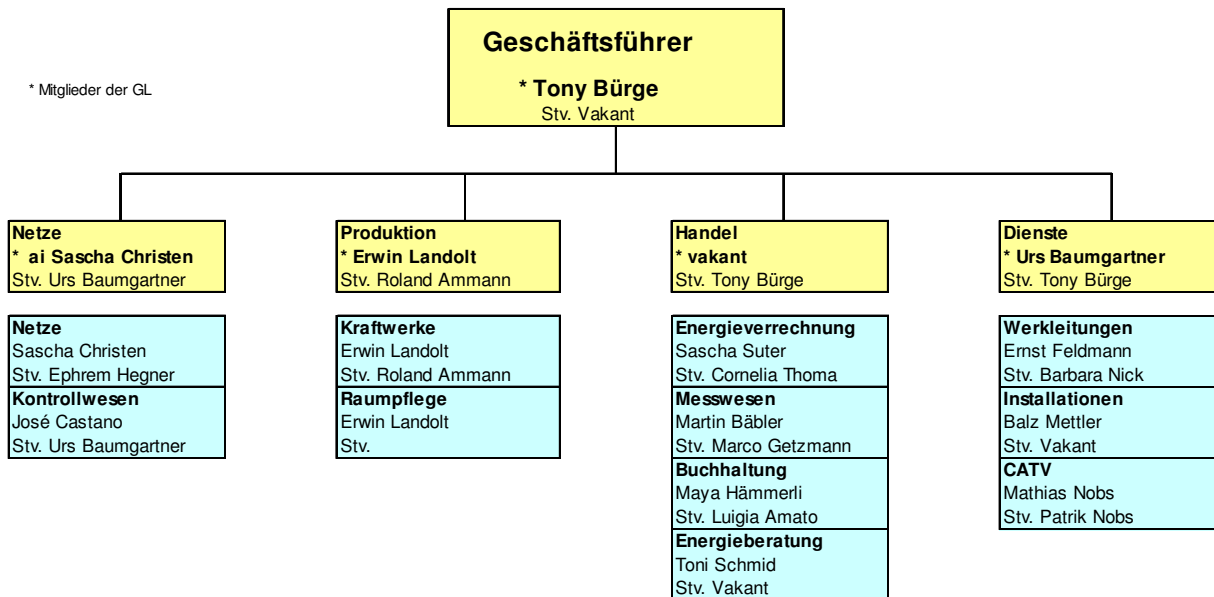 Geschäftsführer
* Mitglieder der GL
* Tony Bürge
Stv. Vakant
Netze
* ai Sascha Christen
Stv. Urs Baumgartner
Netze
Sascha Christen
Stv. Ephrem Hegner
Kontrollwesen
José Castano
Stv. Urs Baumgartner
Produktion
* Erwin Landolt
Stv. Roland Ammann
Kraftwerke
Erwin Landolt
Stv. Roland Ammann
Raumpflege
Erwin Landolt
Stv.
Handel
* vakant
Stv. Tony Bürge
Energieverrechnung
Sascha Suter
Stv. Cornelia Thoma
Messwesen
Martin Bäbler
Stv. Marco Getzmann
Buchhaltung
Maya Hämmerli
Stv. Luigia Amato
Energieberatung
Toni Schmid
Stv. Vakant
Dienste
* Urs Baumgartner
Stv. Tony Bürge
Werkleitungen
Ernst Feldmann
Stv. Barbara Nick
Installationen
Balz Mettler
Stv. Vakant
CATV
Mathias Nobs
Stv. Patrik Nobs